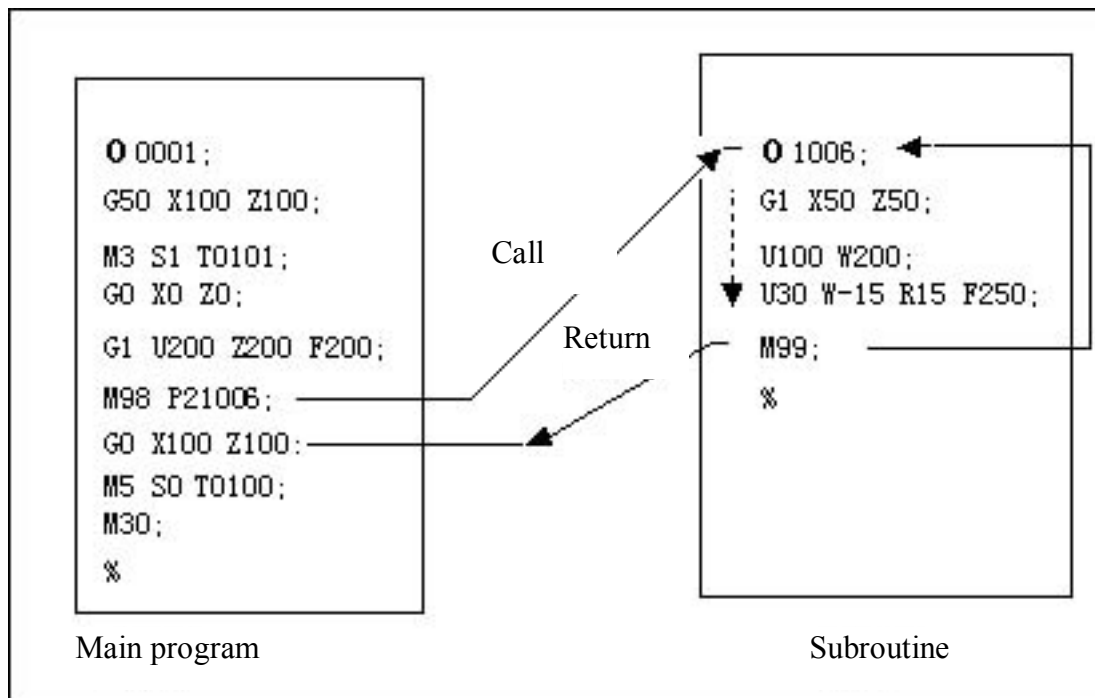 O 0001;
G50 X100 Z100;
M3 S1 T0101;
G0 X0 Z0;
G1 U200 Z200 F200;
M98 P21006;
G0 X100 Z100;
M5 S0 T0100;
M30;
%
Main program
Call
Return
O 1006;
G1 X50 Z50;
U100 W200;
U30 W-15 R15 F250;
M99;
%
Subroutine